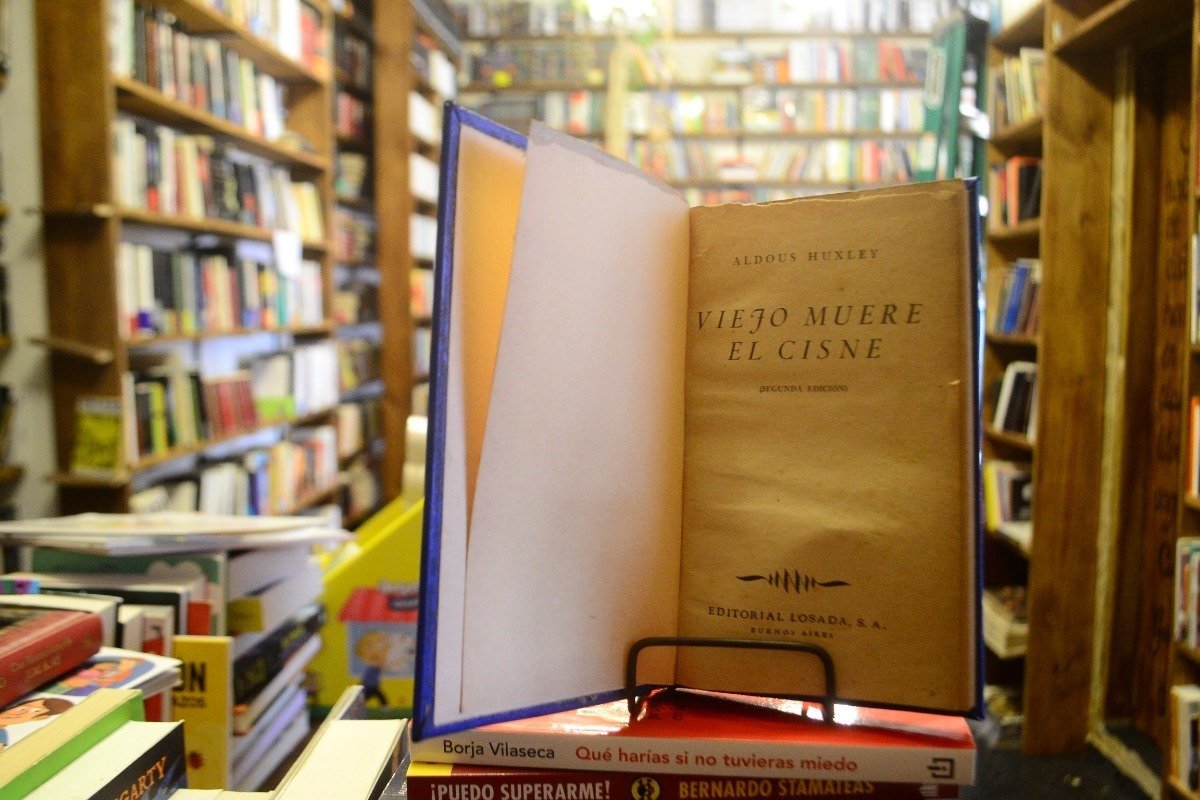 ALDOUS HUXLEY
VIEJO MUERE
EL CISNE
(SEGUNDA EDICIÓN)
EDITORIAL LOSADA, S. A.
BUENOS AIRES
Borja Vilaseca Qué harías si no tuvieras miedo
¡PUEDO SUPERARME! BERNARDO STAMATEAS